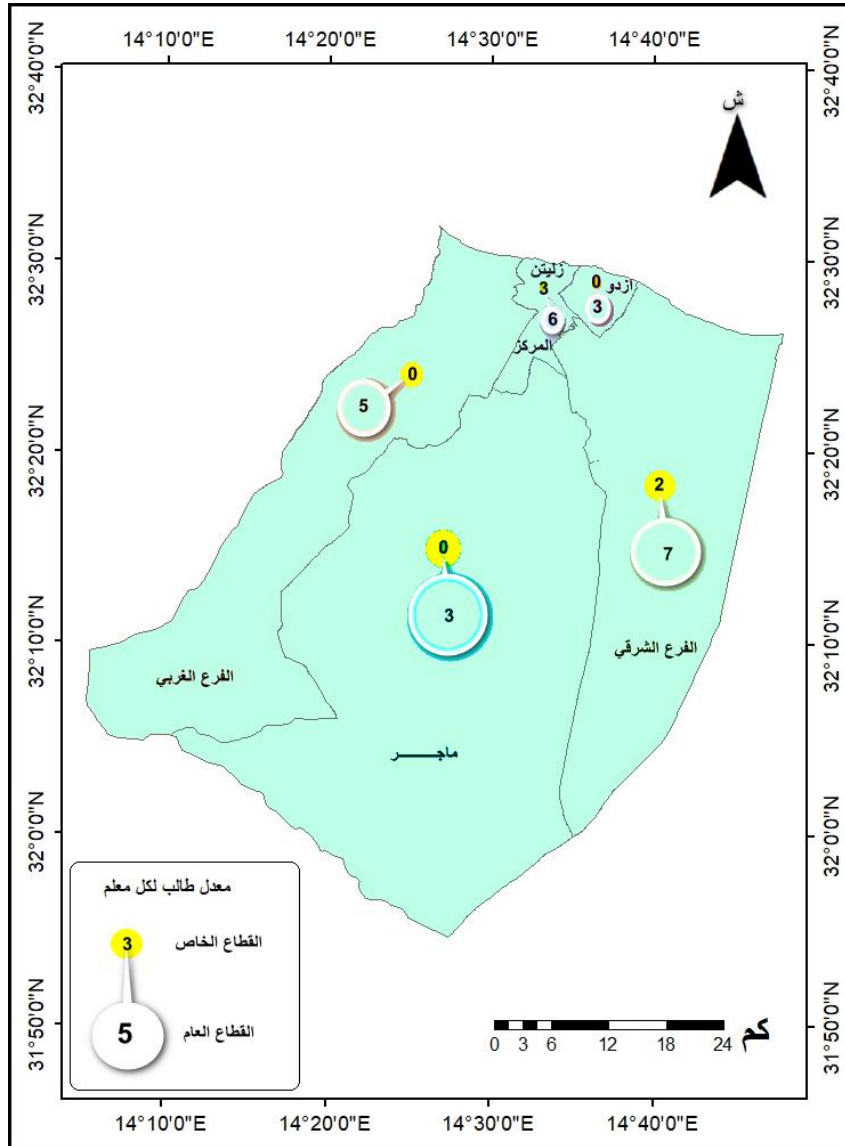 14°10'0"E 14°20'0"E 14°30'0"E 14°40'0"E
32°40'0"N 32°40'0"N
ش
32°30'0"N 32°30'0"N
زليتن
3
ازدو 0
3
6
المركز
0
5
32°20'0"N 32°20'0"N
2
7
0
3
32°10'0"N 32°10'0"N
الفرع الشرقي
الفرع الغربي
ماجـــــــر
32°0'0"N 32°0'0"N
معدل طالب لكل معلم
القطاع الخاص 3
القطاع العام 5
31°50'0"N 31°50'0"N
كم
0 3 6 12 18 24
14°10'0"E 14°20'0"E 14°30'0"E 14°40'0"E